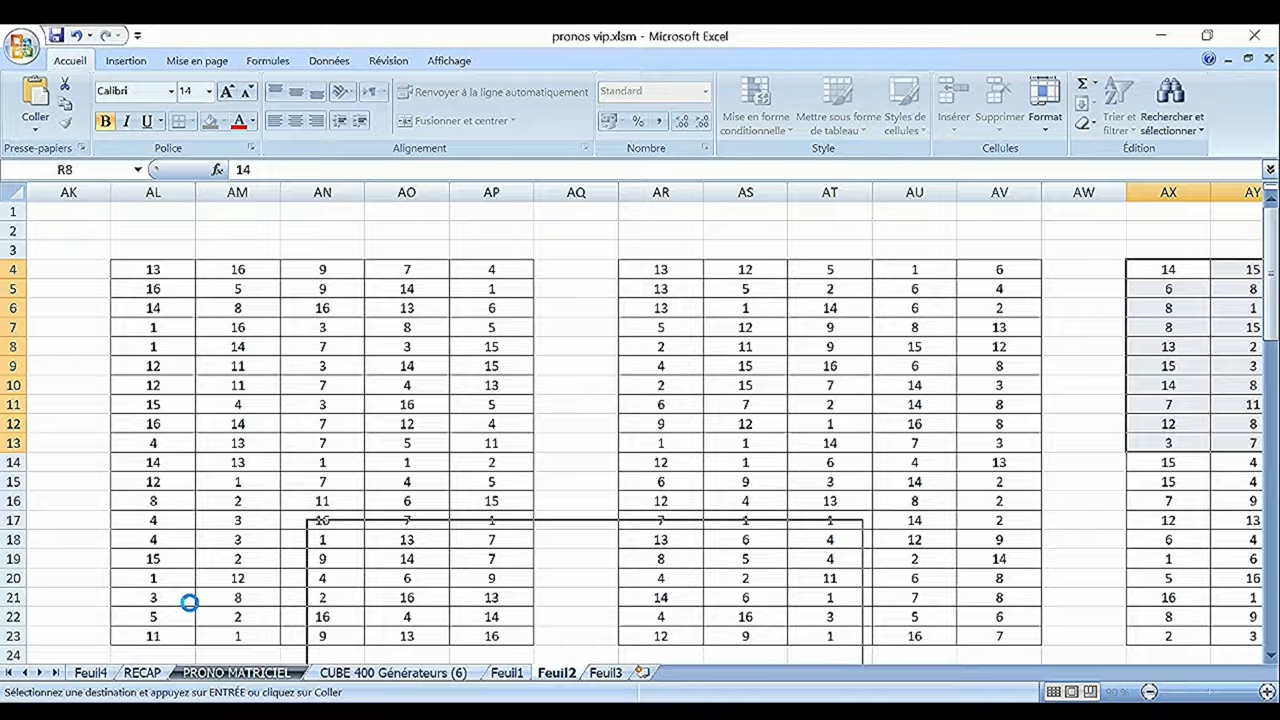 pronos vip.xlsm - Microsoft Excel
Accueil Insertion Mise en page Formules Données Révision Affichage
Coller
Calibri 14
Renvoyer à la ligne automatiquement
Fusionner et centrer
Standard
Mise en forme conditionnelle
Mettre sous forme de tableau
Styles de cellules
Insérer Supprimer Format
Trier et filtrer
Rechercher et sélectionner
Presse-papiers Police Alignement Nombre Style Cellules Édition
R8 fx 14
AK AL AM AN AO AP AQ AR AS AT AU AV AW AX AY
1
2
3
4 13 16 9 7 4 13 12 5 1 6 14 15
5 16 5 9 14 1 13 5 2 6 4 6 8
6 14 8 16 13 6 13 1 14 6 2 8 1
7 1 16 3 8 5 5 12 9 8 13 8 15
8 1 14 7 3 15 2 11 9 15 12 13 2
9 12 11 3 14 15 4 15 16 6 8 15 3
10 12 11 7 4 13 2 15 7 14 3 14 8
11 15 4 3 16 5 6 7 2 14 8 7 11
12 16 14 7 12 4 9 12 1 16 8 12 8
13 4 13 7 5 11 1 1 14 7 3 3 7
14 14 13 1 1 2 12 1 6 4 13 15 4
15 12 1 7 4 5 6 9 3 14 2 15 4
16 8 2 11 6 15 12 4 13 8 2 7 9
17 4 3 16 7 1 7 1 1 14 2 12 13
18 4 3 1 13 7 13 6 4 12 9 6 4
19 15 2 9 14 7 8 5 4 2 14 1 6
20 1 12 4 6 9 4 2 11 6 8 5 16
21 3 8 2 16 13 14 6 1 7 8 16 1
22 5 2 16 4 14 4 16 3 5 6 8 9
23 11 1 9 13 16 12 9 1 16 7 2 3
24
Feuil4 RECAP PRONO MATRICIEL CUBE 400 Générateurs (6) Feuil1 Feuil2 Feuil3
Sélectionnez une destination et appuyez sur ENTRÉE ou cliquez sur Coller 90 %